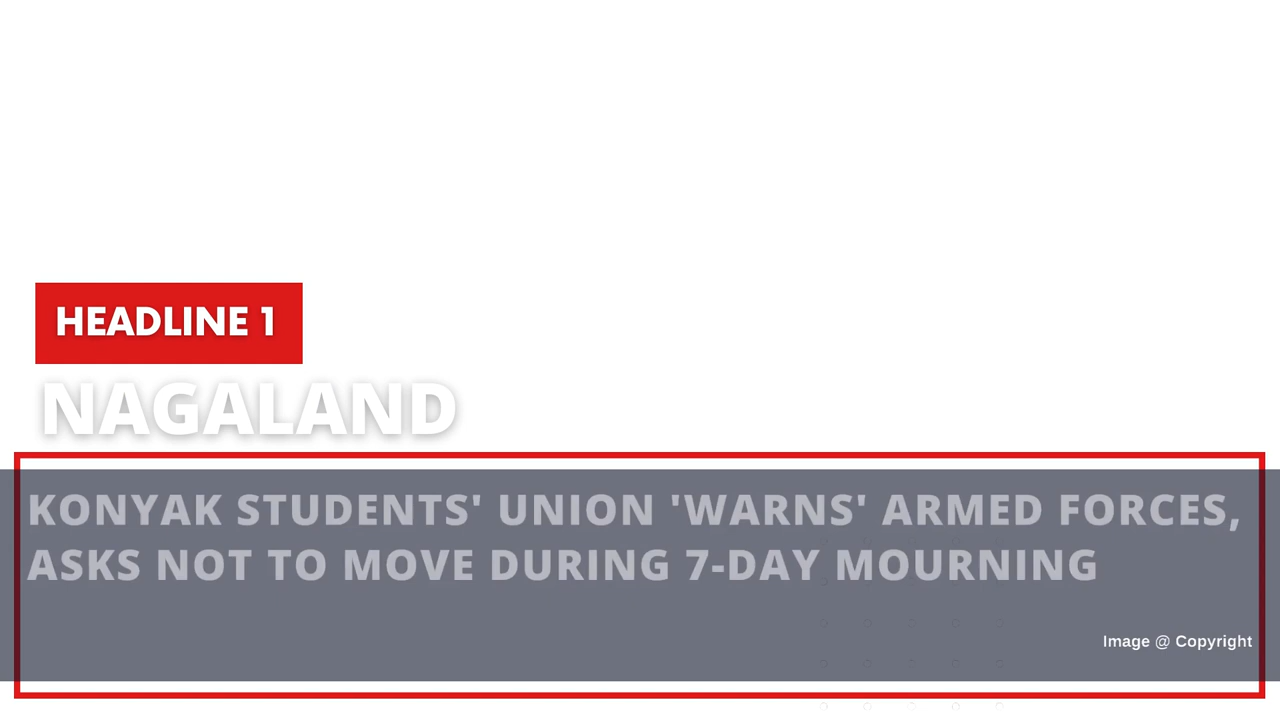 HEADLINE 1
NAGALAND
KONYAK STUDENTS' UNION 'WARNS' ARMED FORCES,
ASKS NOT TO MOVE DURING 7-DAY MOURNING
Image @ Copyright